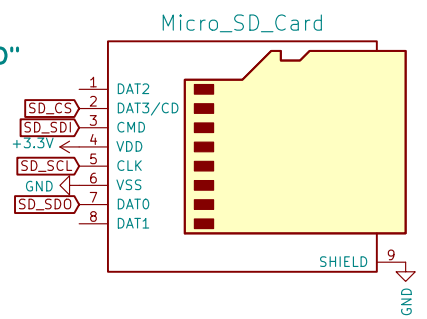 Micro_SD_Card
D"
1 DAT2
SD_CS 2 DAT3/CD
SD_SDI 3 CMD
+3.3V 4 VDD
SD_SCL 5 CLK
GND 6 VSS
SD_SDO 7 DAT0
8 DAT1
SHIELD 9
GND